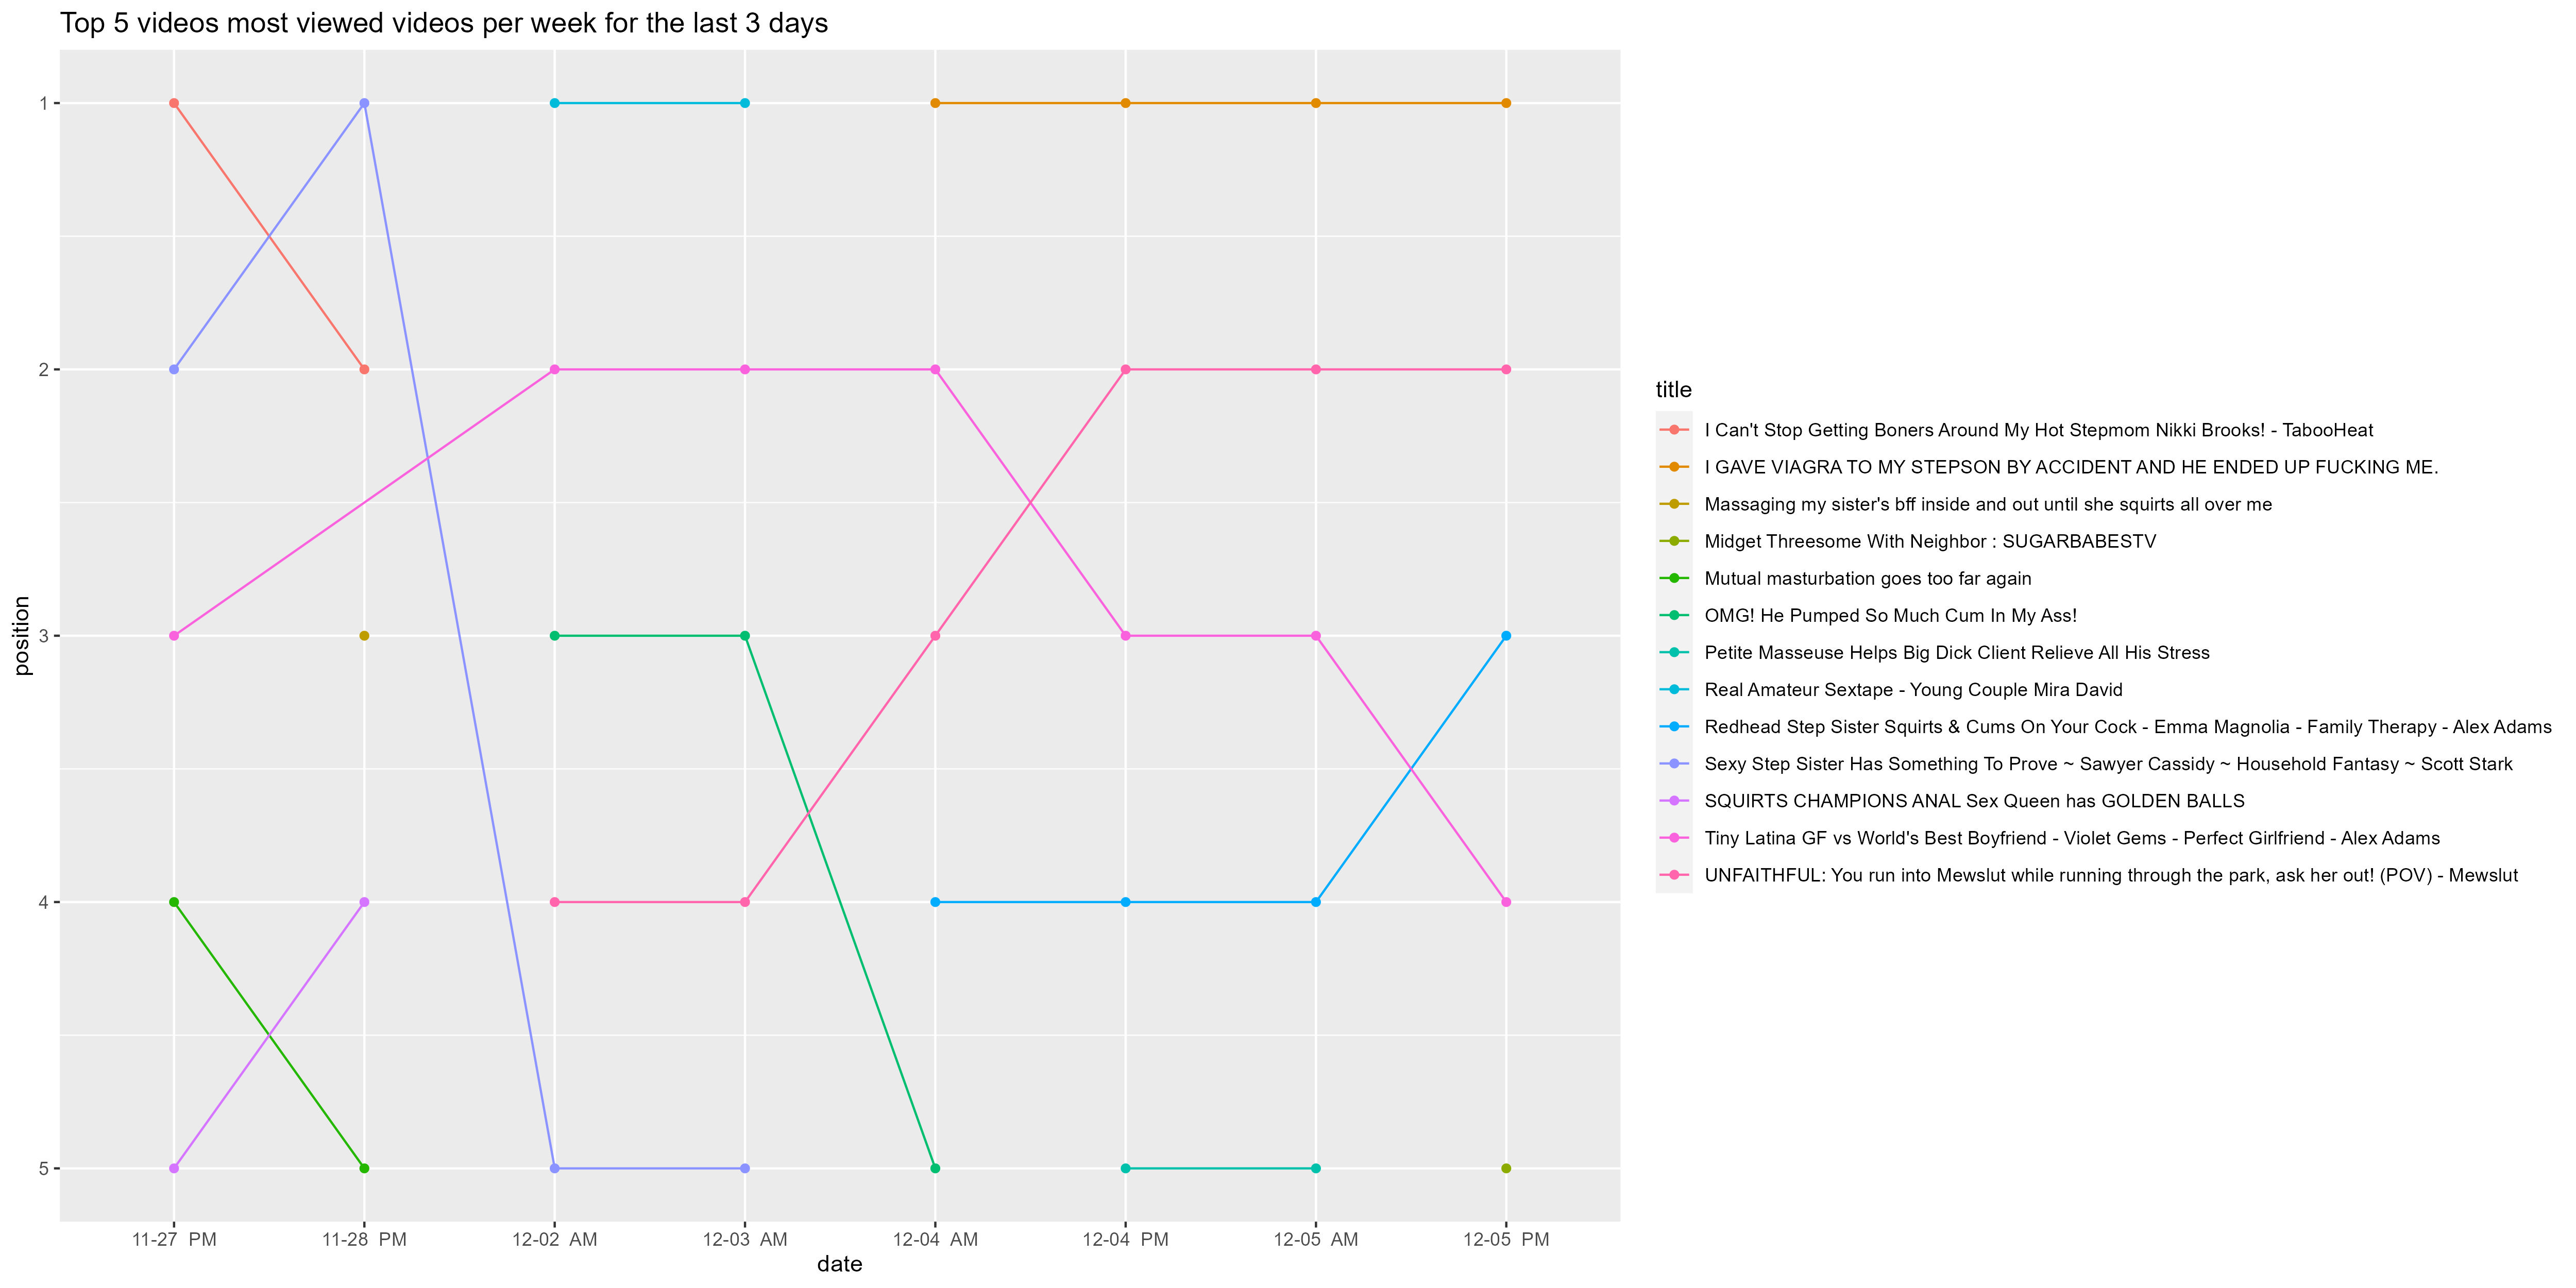 Top 5 videos most viewed videos per week for the last 3 days
position
1
2
3
4
5
11-27 PM
11-28 PM
12-02 AM
12-03 AM
12-04 AM
12-04 PM
12-05 AM
12-05 PM
date
title
I Can't Stop Getting Boners Around My Hot Stepmom Nikki Brooks! - TabooHeat
I GAVE VIAGRA TO MY STEPSON BY ACCIDENT AND HE ENDED UP FUCKING ME.
Massaging my sister's bff inside and out until she squirts all over me
Midget Threesome With Neighbor : SUGARBABESTV
Mutual masturbation goes too far again
OMG! He Pumped So Much Cum In My Ass!
Petite Masseuse Helps Big Dick Client Relieve All His Stress
Real Amateur Sextape - Young Couple Mira David
Redhead Step Sister Squirts & Cums On Your Cock - Emma Magnolia - Family Therapy - Alex Adams
Sexy Step Sister Has Something To Prove ~ Sawyer Cassidy ~ Household Fantasy ~ Scott Stark
SQUIRTS CHAMPIONS ANAL Sex Queen has GOLDEN BALLS
Tiny Latina GF vs World's Best Boyfriend - Violet Gems - Perfect Girlfriend - Alex Adams
UNFAITHFUL: You run into Mewslut while running through the park, ask her out! (POV) - Mewslut